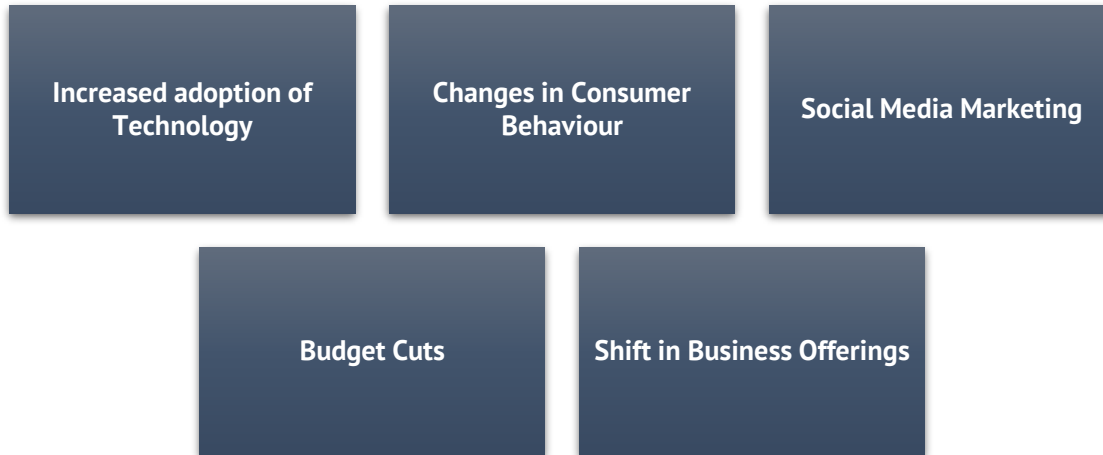 Increased adoption of
Technology
Changes in Consumer
Behaviour
Social Media Marketing
Budget Cuts
Shift in Business Offerings